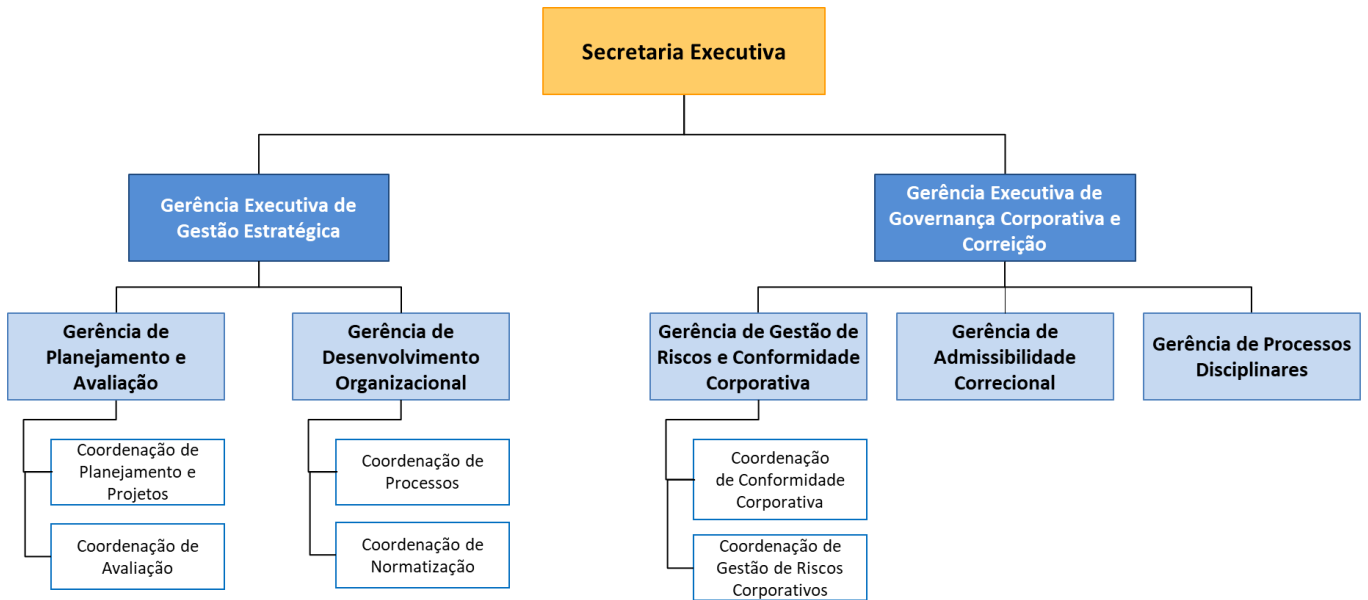 Secretaria Executiva
Gerência Executiva de
Gestão Estratégica
Gerência Executiva de
Governança Corporativa e
Correição
Gerência de
Planejamento e
Avaliação
Gerência de
Desenvolvimento
Organizacional
Gerência de Gestão de
Riscos e Conformidade
Corporativa
Gerência de
Admissibilidade
Correcional
Gerência de Processos
Disciplinares
Coordenação de
Planejamento e
Projetos
Coordenação de
Processos
Coordenação
de Conformidade
Corporativa
Coordenação de
Avaliação
Coordenação de
Normatização
Coordenação de
Gestão de Riscos
Corporativos